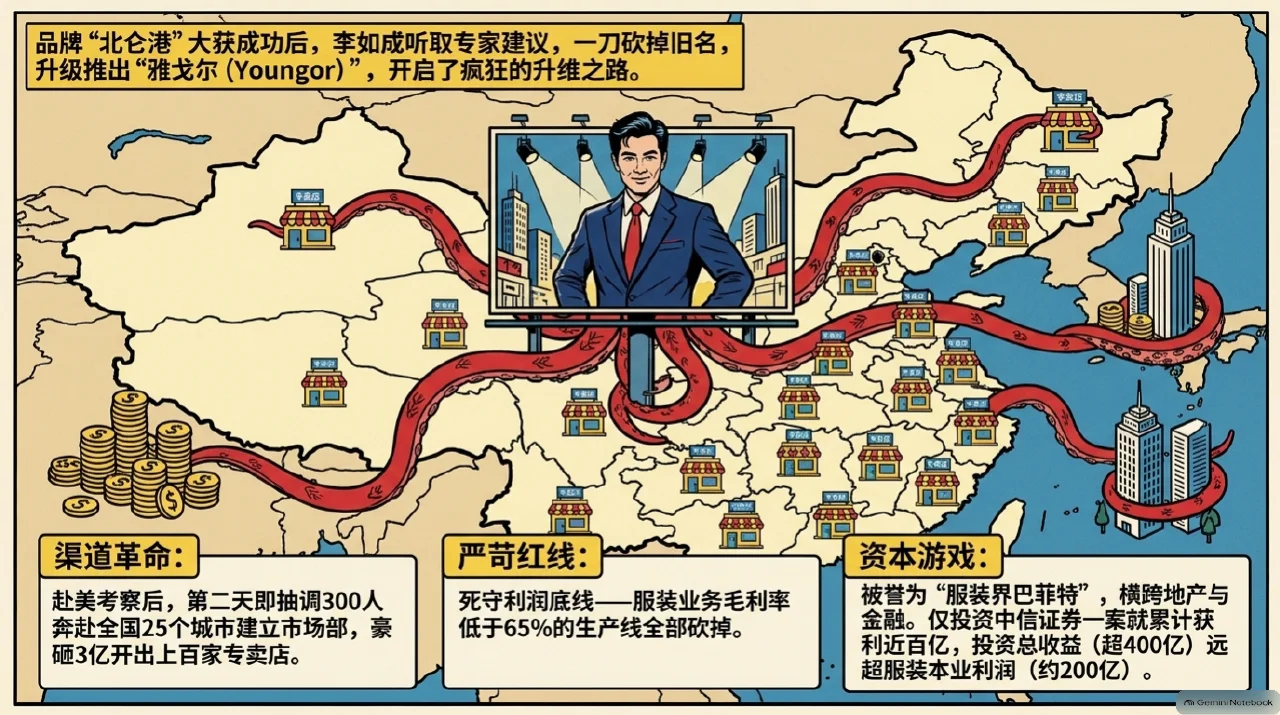 品牌“北仑港”大获成功后，李如成听取专家建议，一刀砍掉旧名，
升级推出“雅戈尔 (Youngor)”，开启了疯狂的升维之路。
渠道革命：
赴美考察后，第二天即抽调300人
奔赴全国25个城市建立市场部，豪
砸3亿开出上百家专卖店。
严苛红线：
死守利润底线——服装业务毛利率
低于65%的生产线全部砍掉。
资本游戏：
被誉为“服装界巴菲特”，横跨地产与
金融。仅投资中信证券一案就累计获
利近百亿，投资总收益（超400亿）远
超服装本业利润（约200亿）。
Gemini Notebook